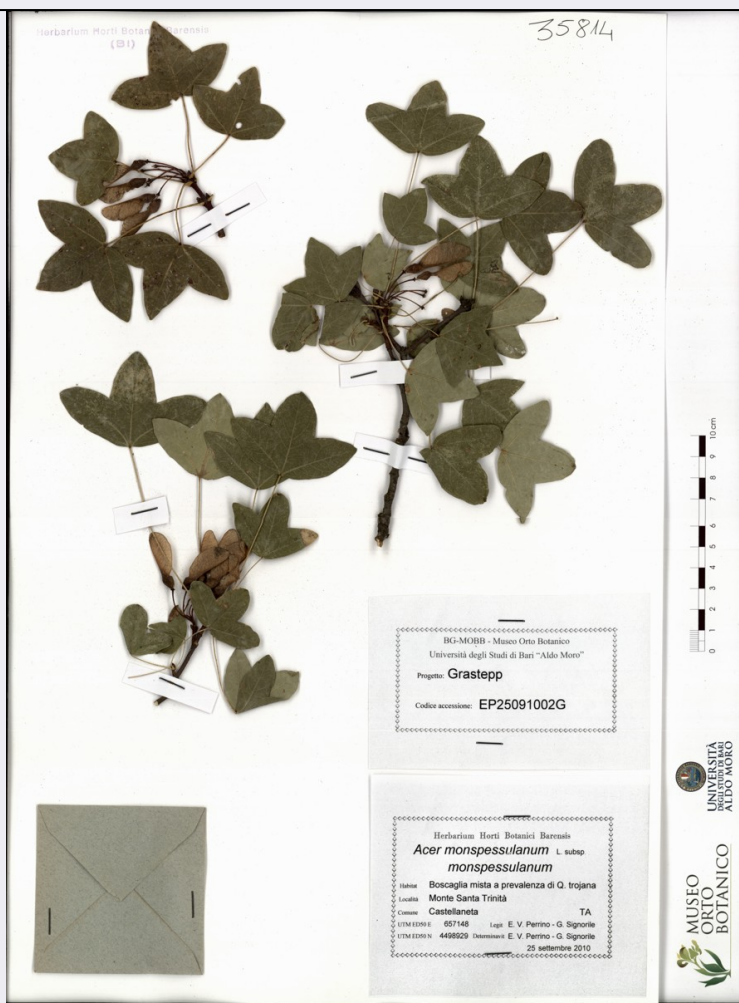 Herbarium Horti Botanici Barensis
(BI)
35814
10 cm
9
8
7
6
5
4
3
2
1
0
BG-MOBB - Museo Orto Botanico
Università degli Studi di Bari "Aldo Moro"
Progetto: Grastepp
Codice accessione: EP25091002G
UNIVERSITÀ
DEGLI STUDI DI BARI
ALDO MORO
MUSEO
ORTO
BOTANICO
Herbarium Horti Botanici Barensis
Acer monspessulanum L. subsp.
monspessulanum
Habitat Boscaglia mista a prevalenza di Q. trojana
Località Monte Santa Trinità
Comune Castellaneta TA
UTM ED50 E 657148 Legit E. V. Perrino - G. Signorile
UTM ED50 N 4498929 Determinavit E. V. Perrino - G. Signorile
25 settembre 2010